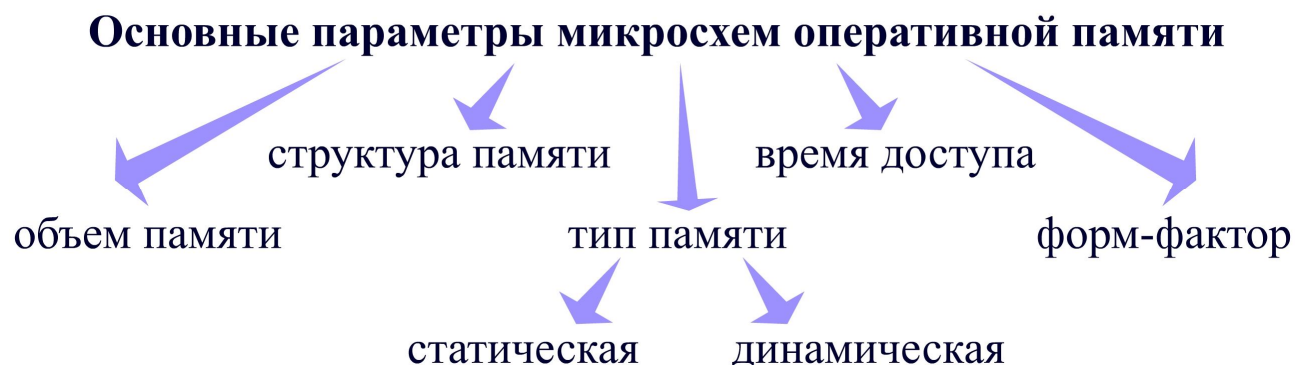 Основные параметры микросхем оперативной памяти
структура памяти
время доступа
объем памяти
тип памяти
форм-фактор
статическая
динамическая